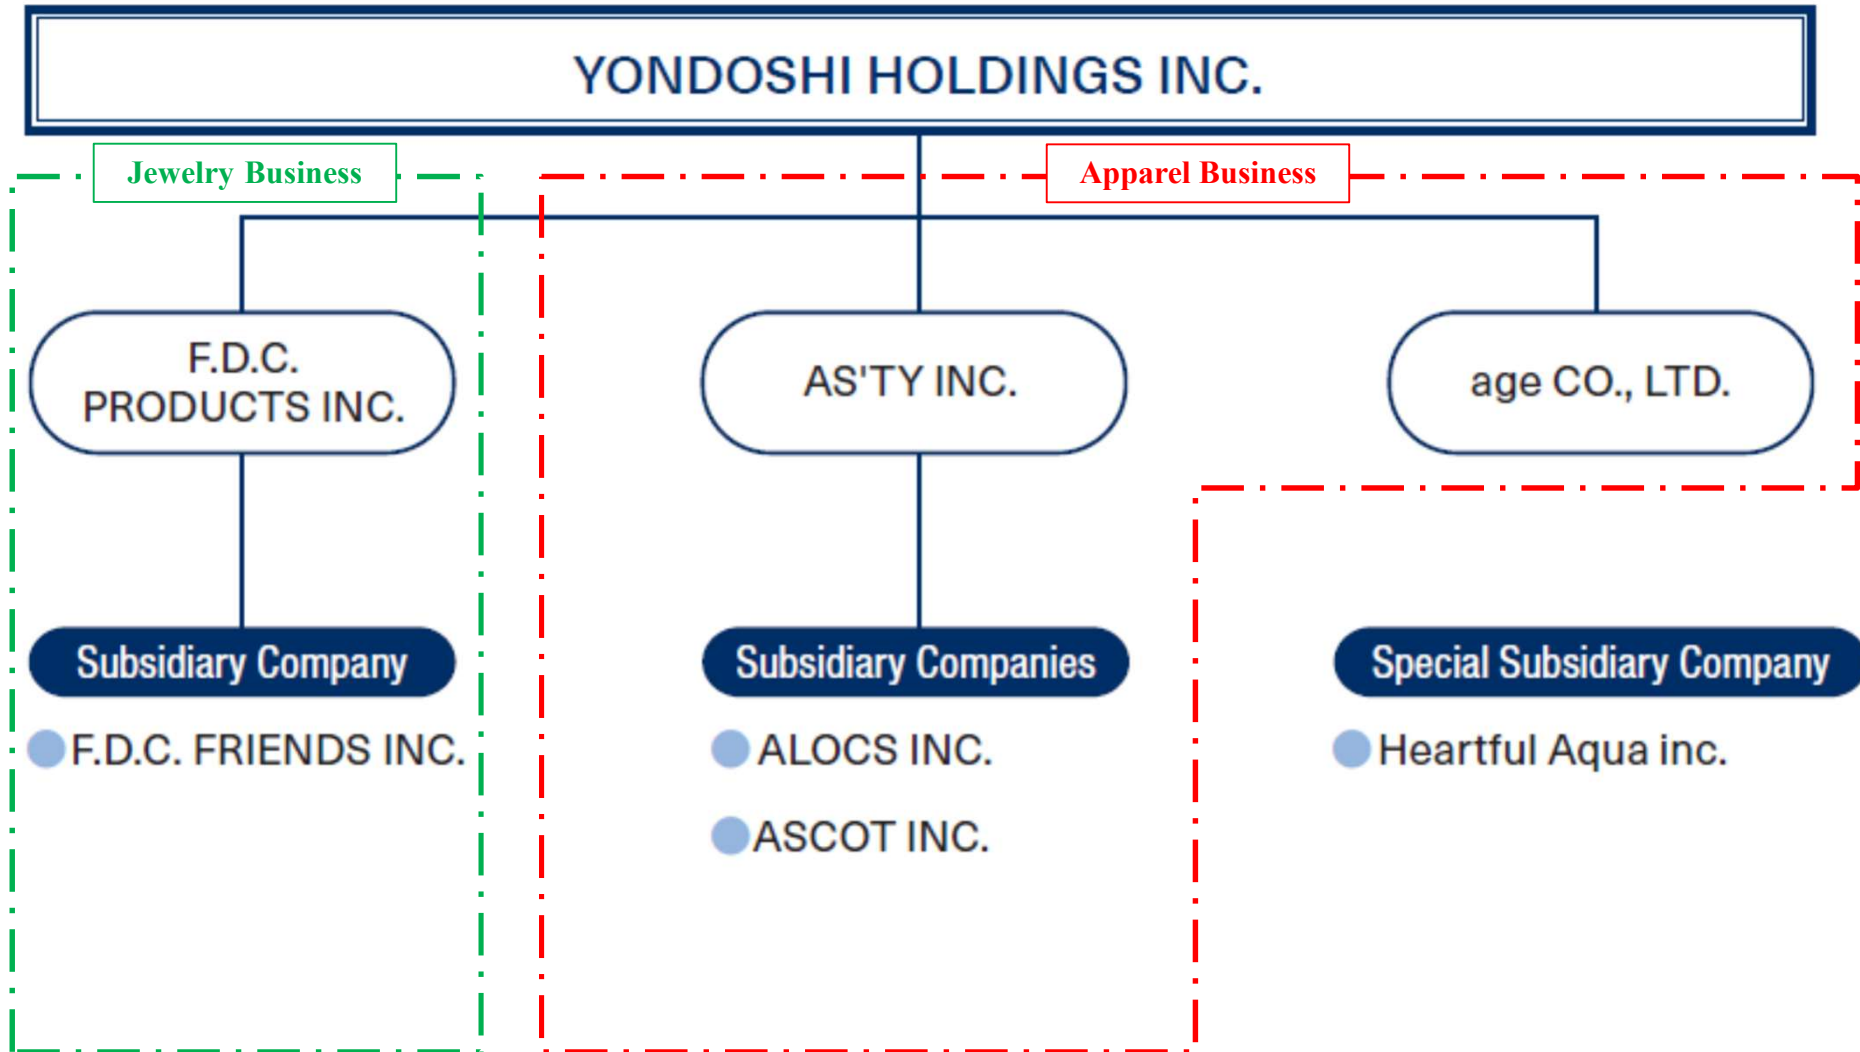 YONDOSHI HOLDINGS INC.
Jewelry Business
Apparel Business
F.D.C.
PRODUCTS INC.
AS'TY INC.
age CO., LTD.
Subsidiary Company
Subsidiary Companies
Special Subsidiary Company
F.D.C. FRIENDS INC.
ALOCS INC.
Heartful Aqua inc.
ASCOT INC.